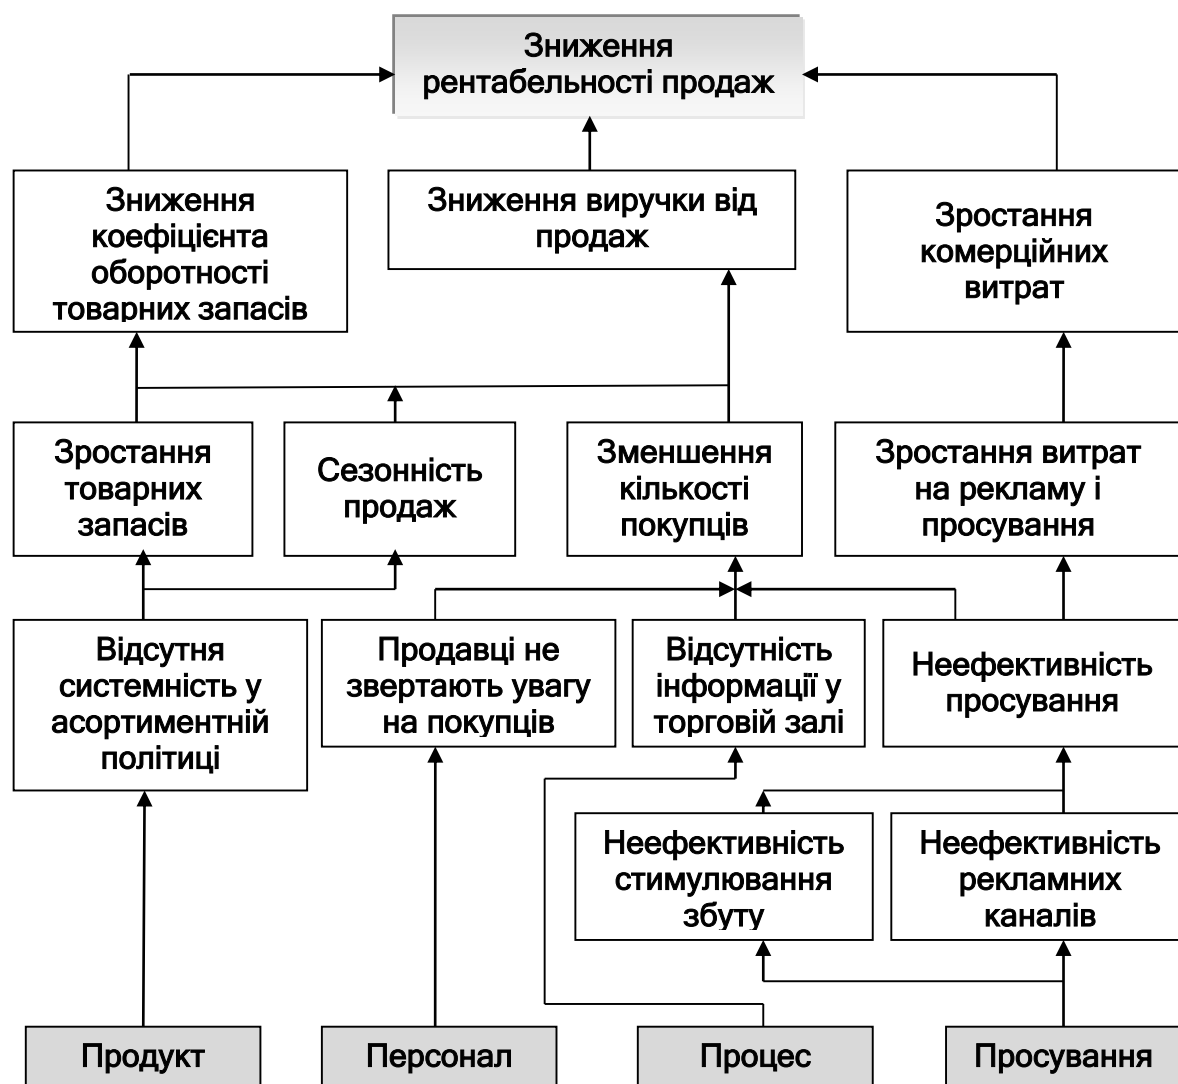 Зниження
рентабельності продаж
Зниження
коефіцієнта
оборотності
товарних запасів
Зниження виручки від
продаж
Зростання
комерційних
витрат
Зростання
товарних
запасів
Сезонність
продаж
Зменшення
кількості
покупців
Зростання витрат
на рекламу і
просування
Відсутня
системність у
асортиментній
політиці
Продавці не
звертають увагу
на покупців
Відсутність
інформації у
торговій залі
Неефективність
просування
Неефективність
стимулювання
збуту
Неефективність
рекламних
каналів
Продукт
Персонал
Процес
Просування